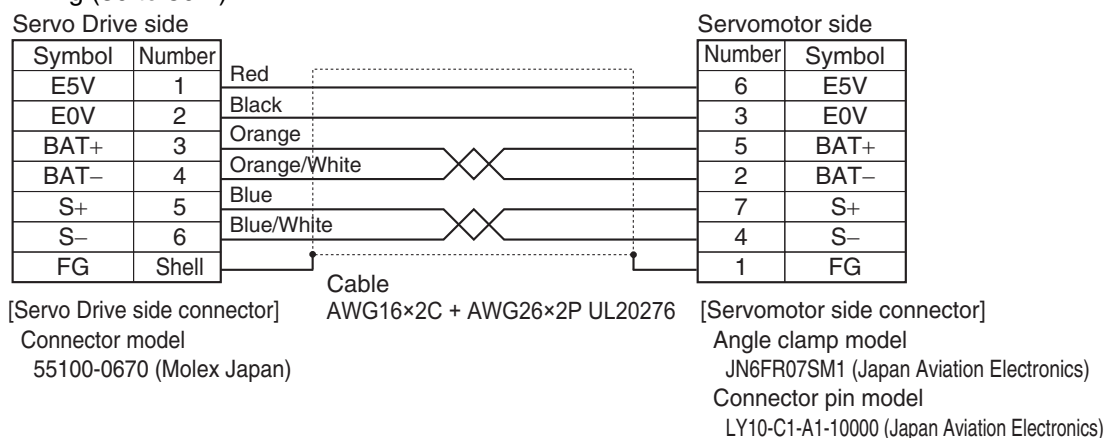 Servo Drive side
Servomotor side
Symbol Number
Number Symbol
E5V 1 Red 6 E5V
E0V 2 Black 3 E0V
BAT+ 3 Orange 5 BAT+
BAT− 4 Orange/White 2 BAT−
S+ 5 Blue 7 S+
S− 6 Blue/White 4 S−
FG Shell 1 FG
Cable
AWG16×2C + AWG26×2P UL20276
[Servo Drive side connector]
Connector model
55100-0670 (Molex Japan)
[Servomotor side connector]
Angle clamp model
JN6FR07SM1 (Japan Aviation Electronics)
Connector pin model
LY10-C1-A1-10000 (Japan Aviation Electronics)